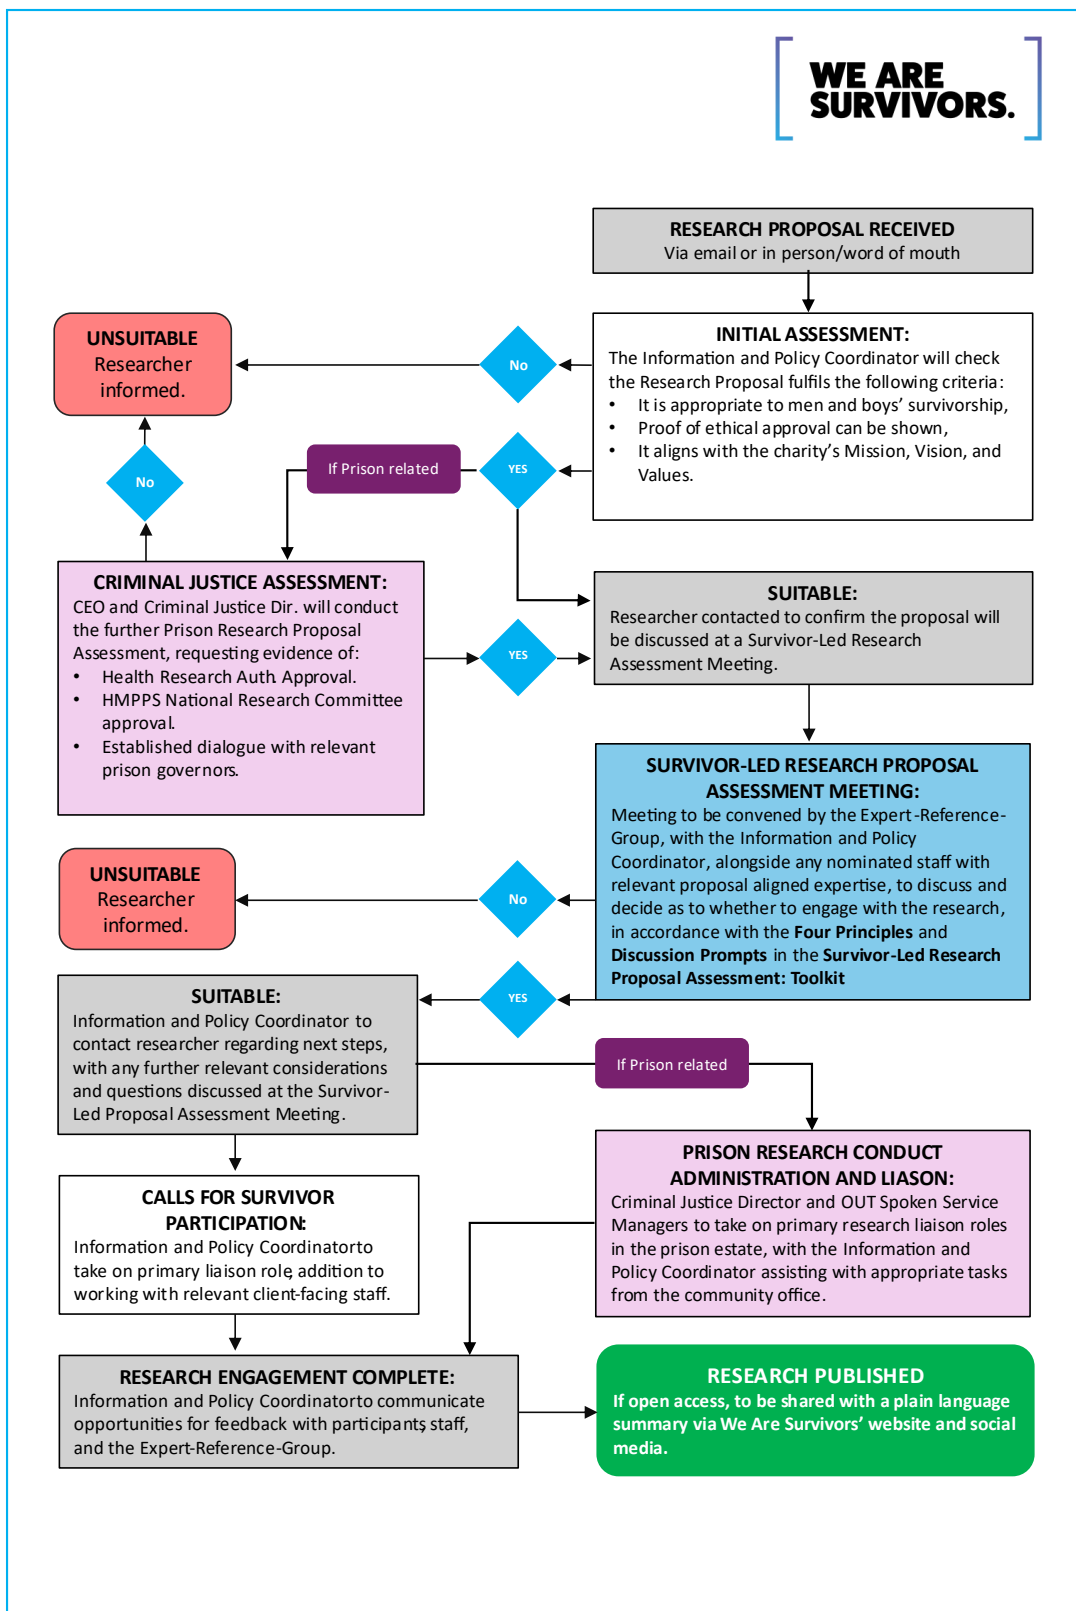 WE ARE
SURVIVORS.
RESEARCH PROPOSAL RECEIVED
Via email or in person/word of mouth
INITIAL ASSESSMENT:
The Information and Policy Coordinator will check
the Research Proposal fulfils the following criteria:
• It is appropriate to men and boys’ survivorship,
• Proof of ethical approval can be shown,
• It aligns with the charity’s Mission, Vision, and
Values.
No
UNSUITABLE
Researcher
informed.
YES
If Prison related
No
CRIMINAL JUSTICE ASSESSMENT:
CEO and Criminal Justice Dir. will conduct
the further Prison Research Proposal
Assessment, requesting evidence of:
• Health Research Auth. Approval.
• HMPPS National Research Committee
approval.
• Established dialogue with relevant
prison governors.
YES
SUITABLE:
Researcher contacted to confirm the proposal will
be discussed at a Survivor-Led Research
Assessment Meeting.
SURVIVOR-LED RESEARCH PROPOSAL
ASSESSMENT MEETING:
Meeting to be convened by the Expert-Reference-
Group, with the Information and Policy
Coordinator, alongside any nominated staff with
relevant proposal aligned expertise, to discuss and
decide as to whether to engage with the research,
in accordance with the Four Principles and
Discussion Prompts in the Survivor-Led Research
Proposal Assessment: Toolkit
No
UNSUITABLE
Researcher
informed.
YES
SUITABLE:
Information and Policy Coordinator to
contact researcher regarding next steps,
with any further relevant considerations
and questions discussed at the Survivor-
Led Proposal Assessment Meeting.
If Prison related
PRISON RESEARCH CONDUCT
ADMINISTRATION AND LIASON:
Criminal Justice Director and OUT Spoken Service
Managers to take on primary research liaison roles
in the prison estate, with the Information and
Policy Coordinator assisting with appropriate tasks
from the community office.
CALLS FOR SURVIVOR
PARTICIPATION:
Information and Policy Coordinator to
take on primary liaison role, addition to
working with relevant client-facing staff.
RESEARCH ENGAGEMENT COMPLETE:
Information and Policy Coordinator to communicate
opportunities for feedback with participants, staff,
and the Expert-Reference-Group.
RESEARCH PUBLISHED
If open access, to be shared with a plain language
summary via We Are Survivors’ website and social
media.